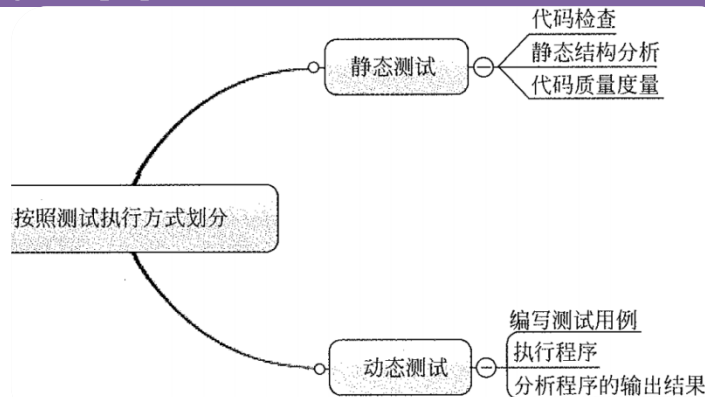 代码检查
静态测试
静态结构分析
代码质量度量
按照测试执行方式划分
编写测试用例
动态测试
执行程序
分析程序的输出结果